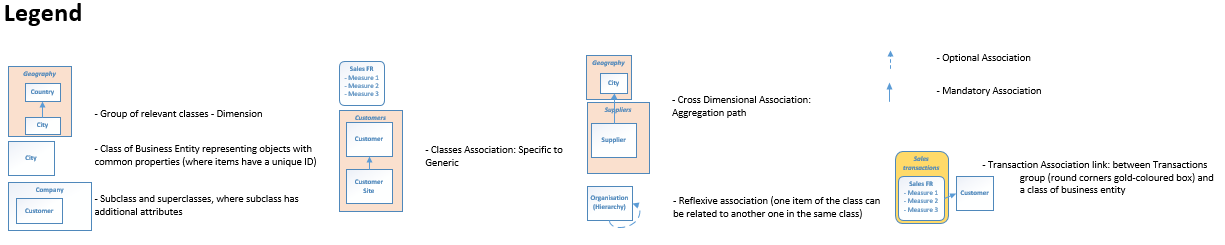 Legend
Geography
Country
City
- Group of relevant classes - Dimension
City
- Class of Business Entity representing objects with
common properties (where items have a unique ID)
Company
Customer
- Subclass and superclasses, where subclass has
additional attributes
Sales FR
- Measure 1
- Measure 2
- Measure 3
Customers
Customer
Customer
Site
- Classes Association: Specific to
Generic
Geography
City
Suppliers
Supplier
- Cross Dimensional Association:
Aggregation path
Organisation
(Hierarchy)
- Reflexive association (one item of the class can
be related to another one in the same class)
- Optional Association
- Mandatory Association
Sales
transactions
Sales FR
- Measure 1
- Measure 2
- Measure 3
Customer
- Transaction Association link: between Transactions
group (round corners gold-coloured box) and
a class of business entity